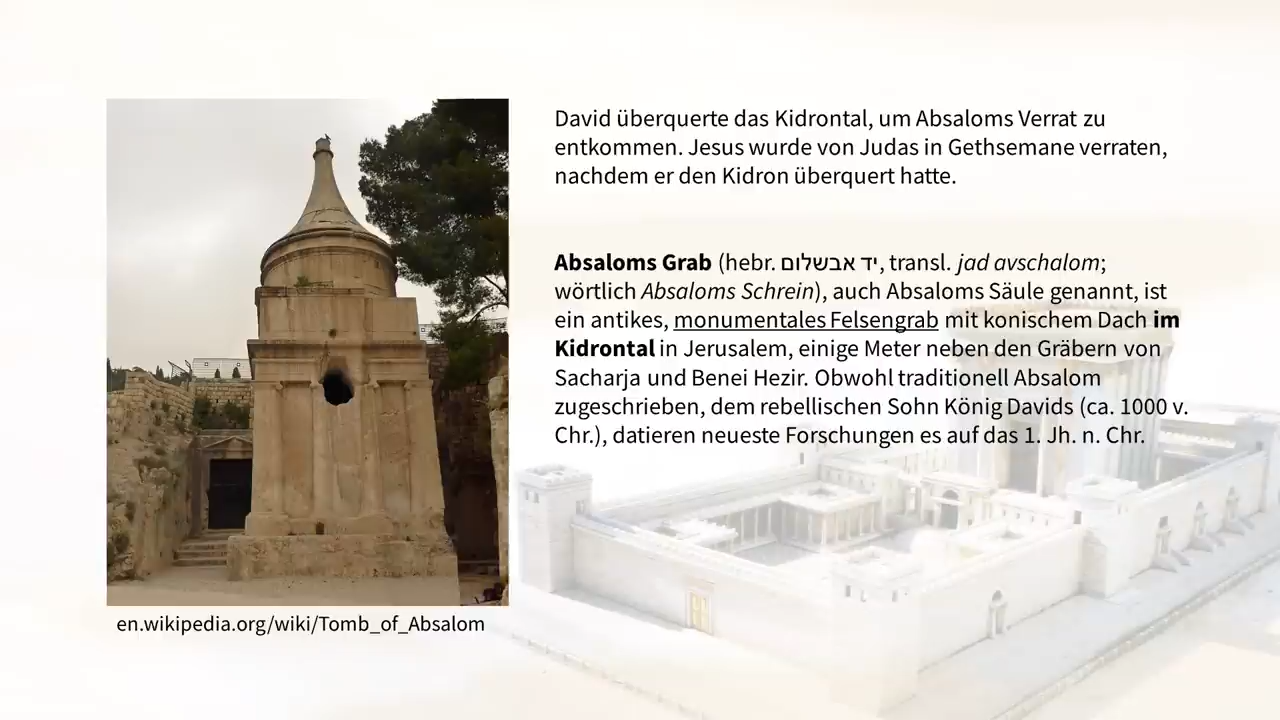 David überquerte das Kidrontal, um Absaloms Verrat zu
entkommen. Jesus wurde von Judas in Gethsemane verraten,
nachdem er den Kidron überquert hatte.
Absaloms Grab (hebr. יד אבשלום, transl. jad avschalom;
wörtlich Absaloms Schrein), auch Absaloms Säule genannt, ist
ein antikes, monumentales Felsengrab mit konischem Dach im
Kidrontal in Jerusalem, einige Meter neben den Gräbern von
Sacharja und Benei Hezir. Obwohl traditionell Absalom
zugeschrieben, dem rebellischen Sohn König Davids (ca. 1000 v.
Chr.), datieren neueste Forschungen es auf das 1. Jh. n. Chr.
en.wikipedia.org/wiki/Tomb_of_Absalom